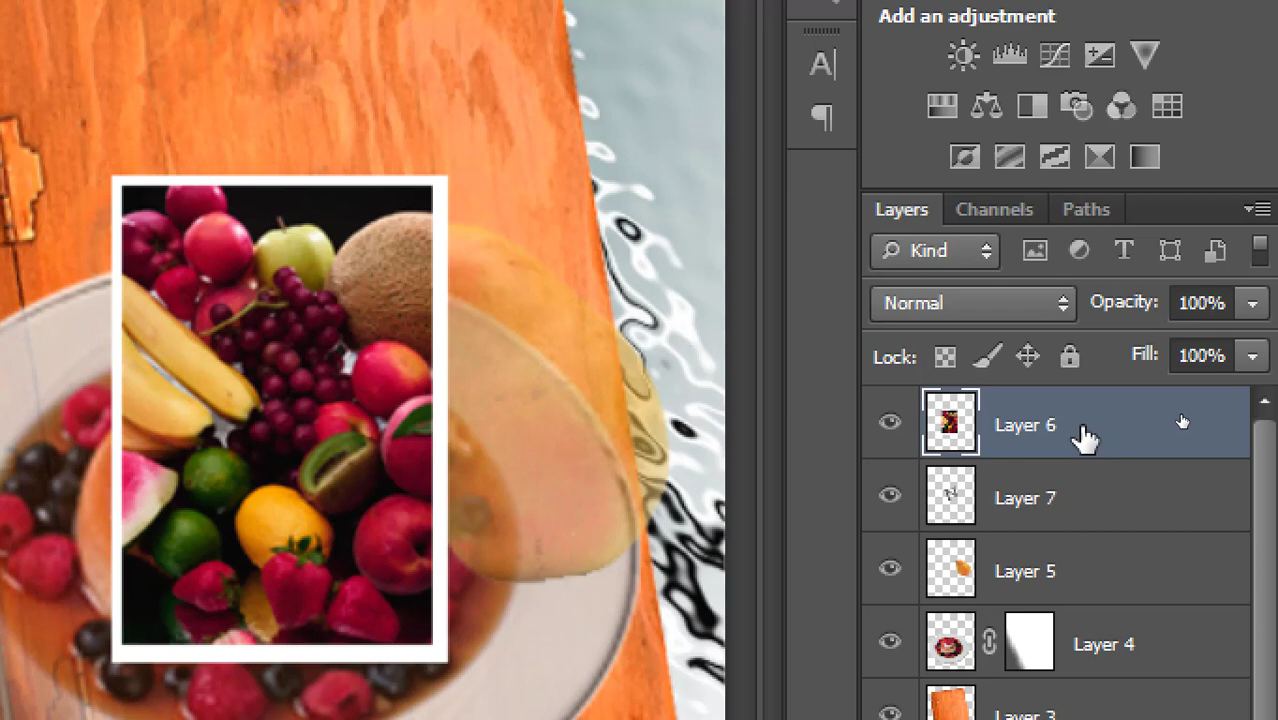 Add an adjustment
A|
Layers Channels Paths
Kind
T
Normal Opacity: 100%
Lock: Fill: 100%
Layer 6
Layer 7
Layer 5
Layer 4
Layer 3